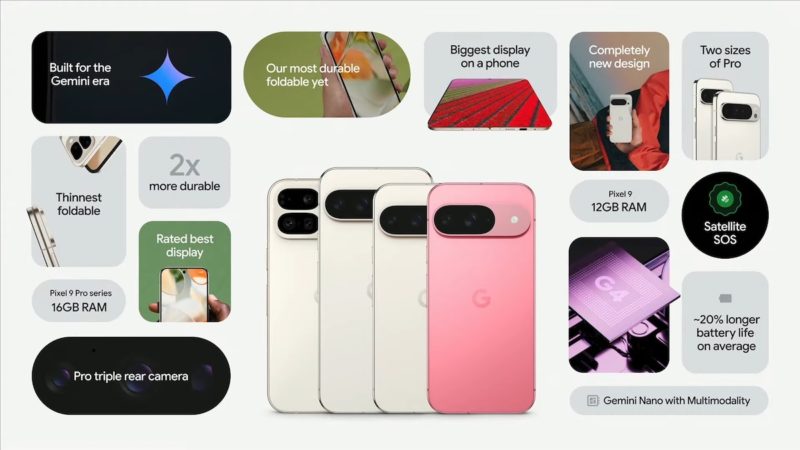 Built for the
Gemini era
Our most durable
foldable yet
Biggest display
on a phone
Completely
new design
Two sizes
of Pro
Thinnest
foldable
2x
more durable
Rated best
display
Pixel 9 Pro series
16GB RAM
Pro triple rear camera
G
Pixel 9
12GB RAM
Satellite
SOS
G4
~20% longer
battery life
on average
Gemini Nano with Multimodality